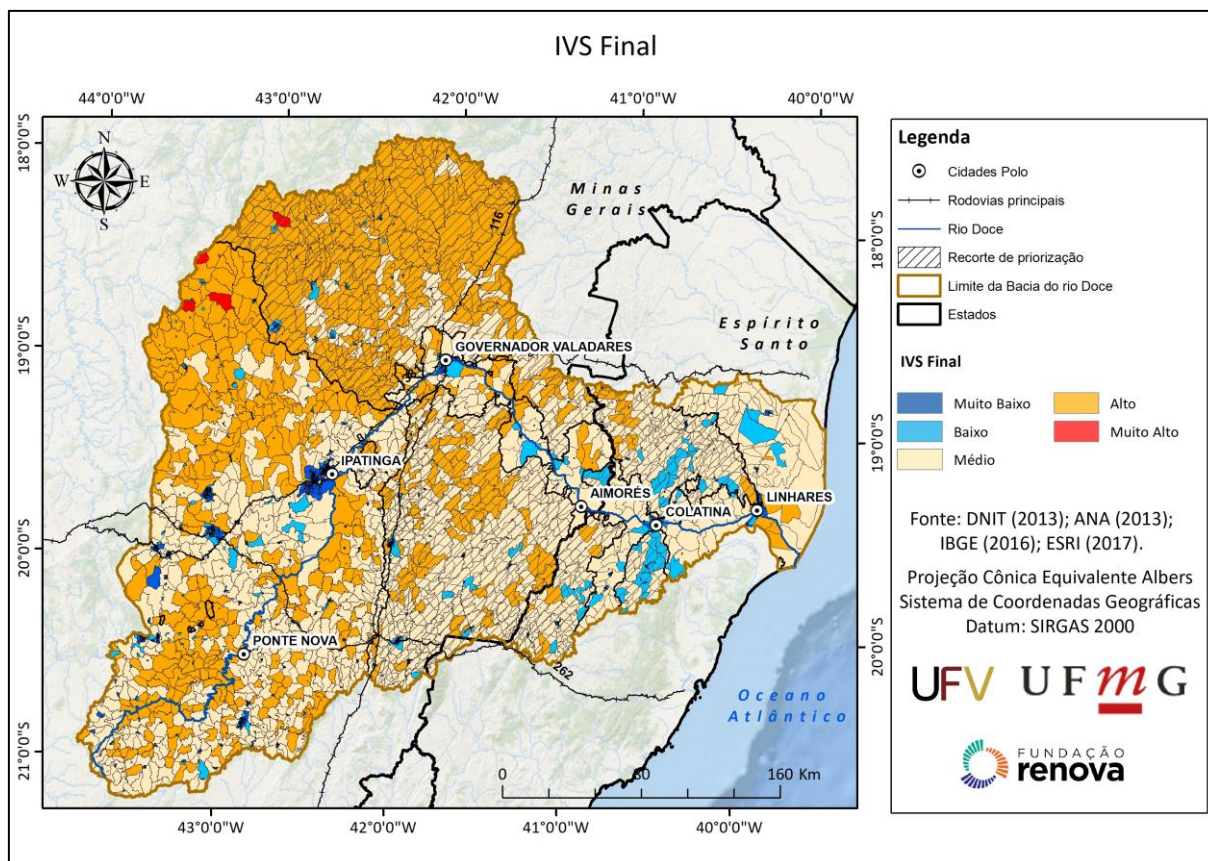 IVS Final
44°0'0"W 43°0'0"W 42°0'0"W 41°0'0"W 40°0'0"W
18°0'0"S
19°0'0"S
20°0'0"S
21°0'0"S
18°0'0"S
19°0'0"S
20°0'0"S
N
W E
S
Minas
Gerais
116
Espírito
Santo
GOVERNADOR VALADARES
IPATINGA
AIMORÉS
COLATINA
LINHARES
PONTE NOVA
262
Oceano
Atlântico
0 80 160 Km
43°0'0"W 42°0'0"W 41°0'0"W 40°0'0"W
Legenda
Cidades Polo
Rodovias principais
Rio Doce
Recorte de priorização
Limite da Bacia do rio Doce
Estados
IVS Final
Muito Baixo Alto
Baixo Muito Alto
Médio
Fonte: DNIT (2013); ANA (2013);
IBGE (2016); ESRI (2017).
Projeção Cônica Equivalente Albers
Sistema de Coordenadas Geográficas
Datum: SIRGAS 2000
UFV UFmG
FUNDAÇÃO
renova